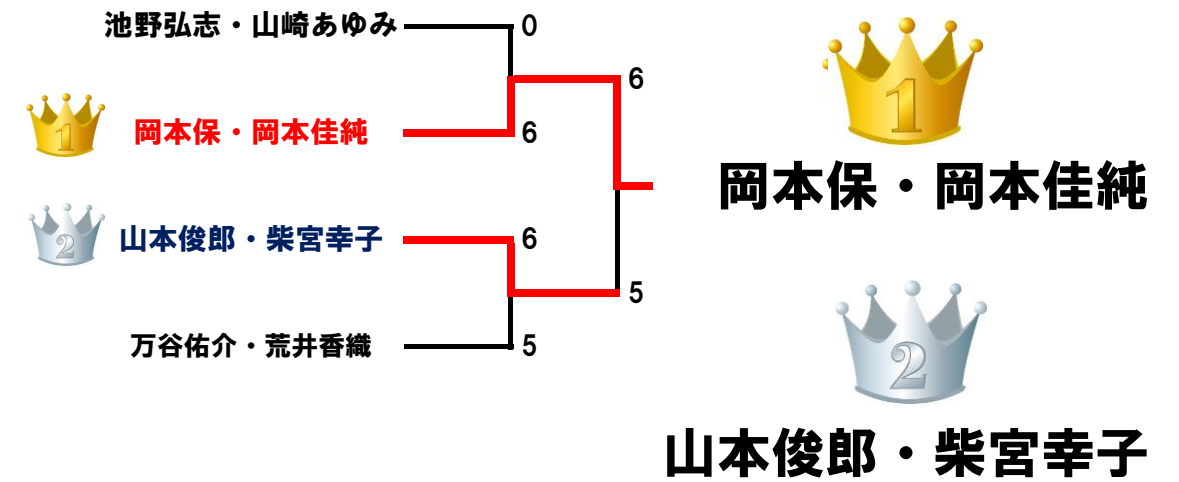 池野弘志・山崎あゆみ 0
6
1
1 岡本保・岡本佳純 6
岡本保・岡本佳純
2 山本俊郎・柴宮幸子 6
5
2
万谷佑介・荒井香織 5
山本俊郎・柴宮幸子